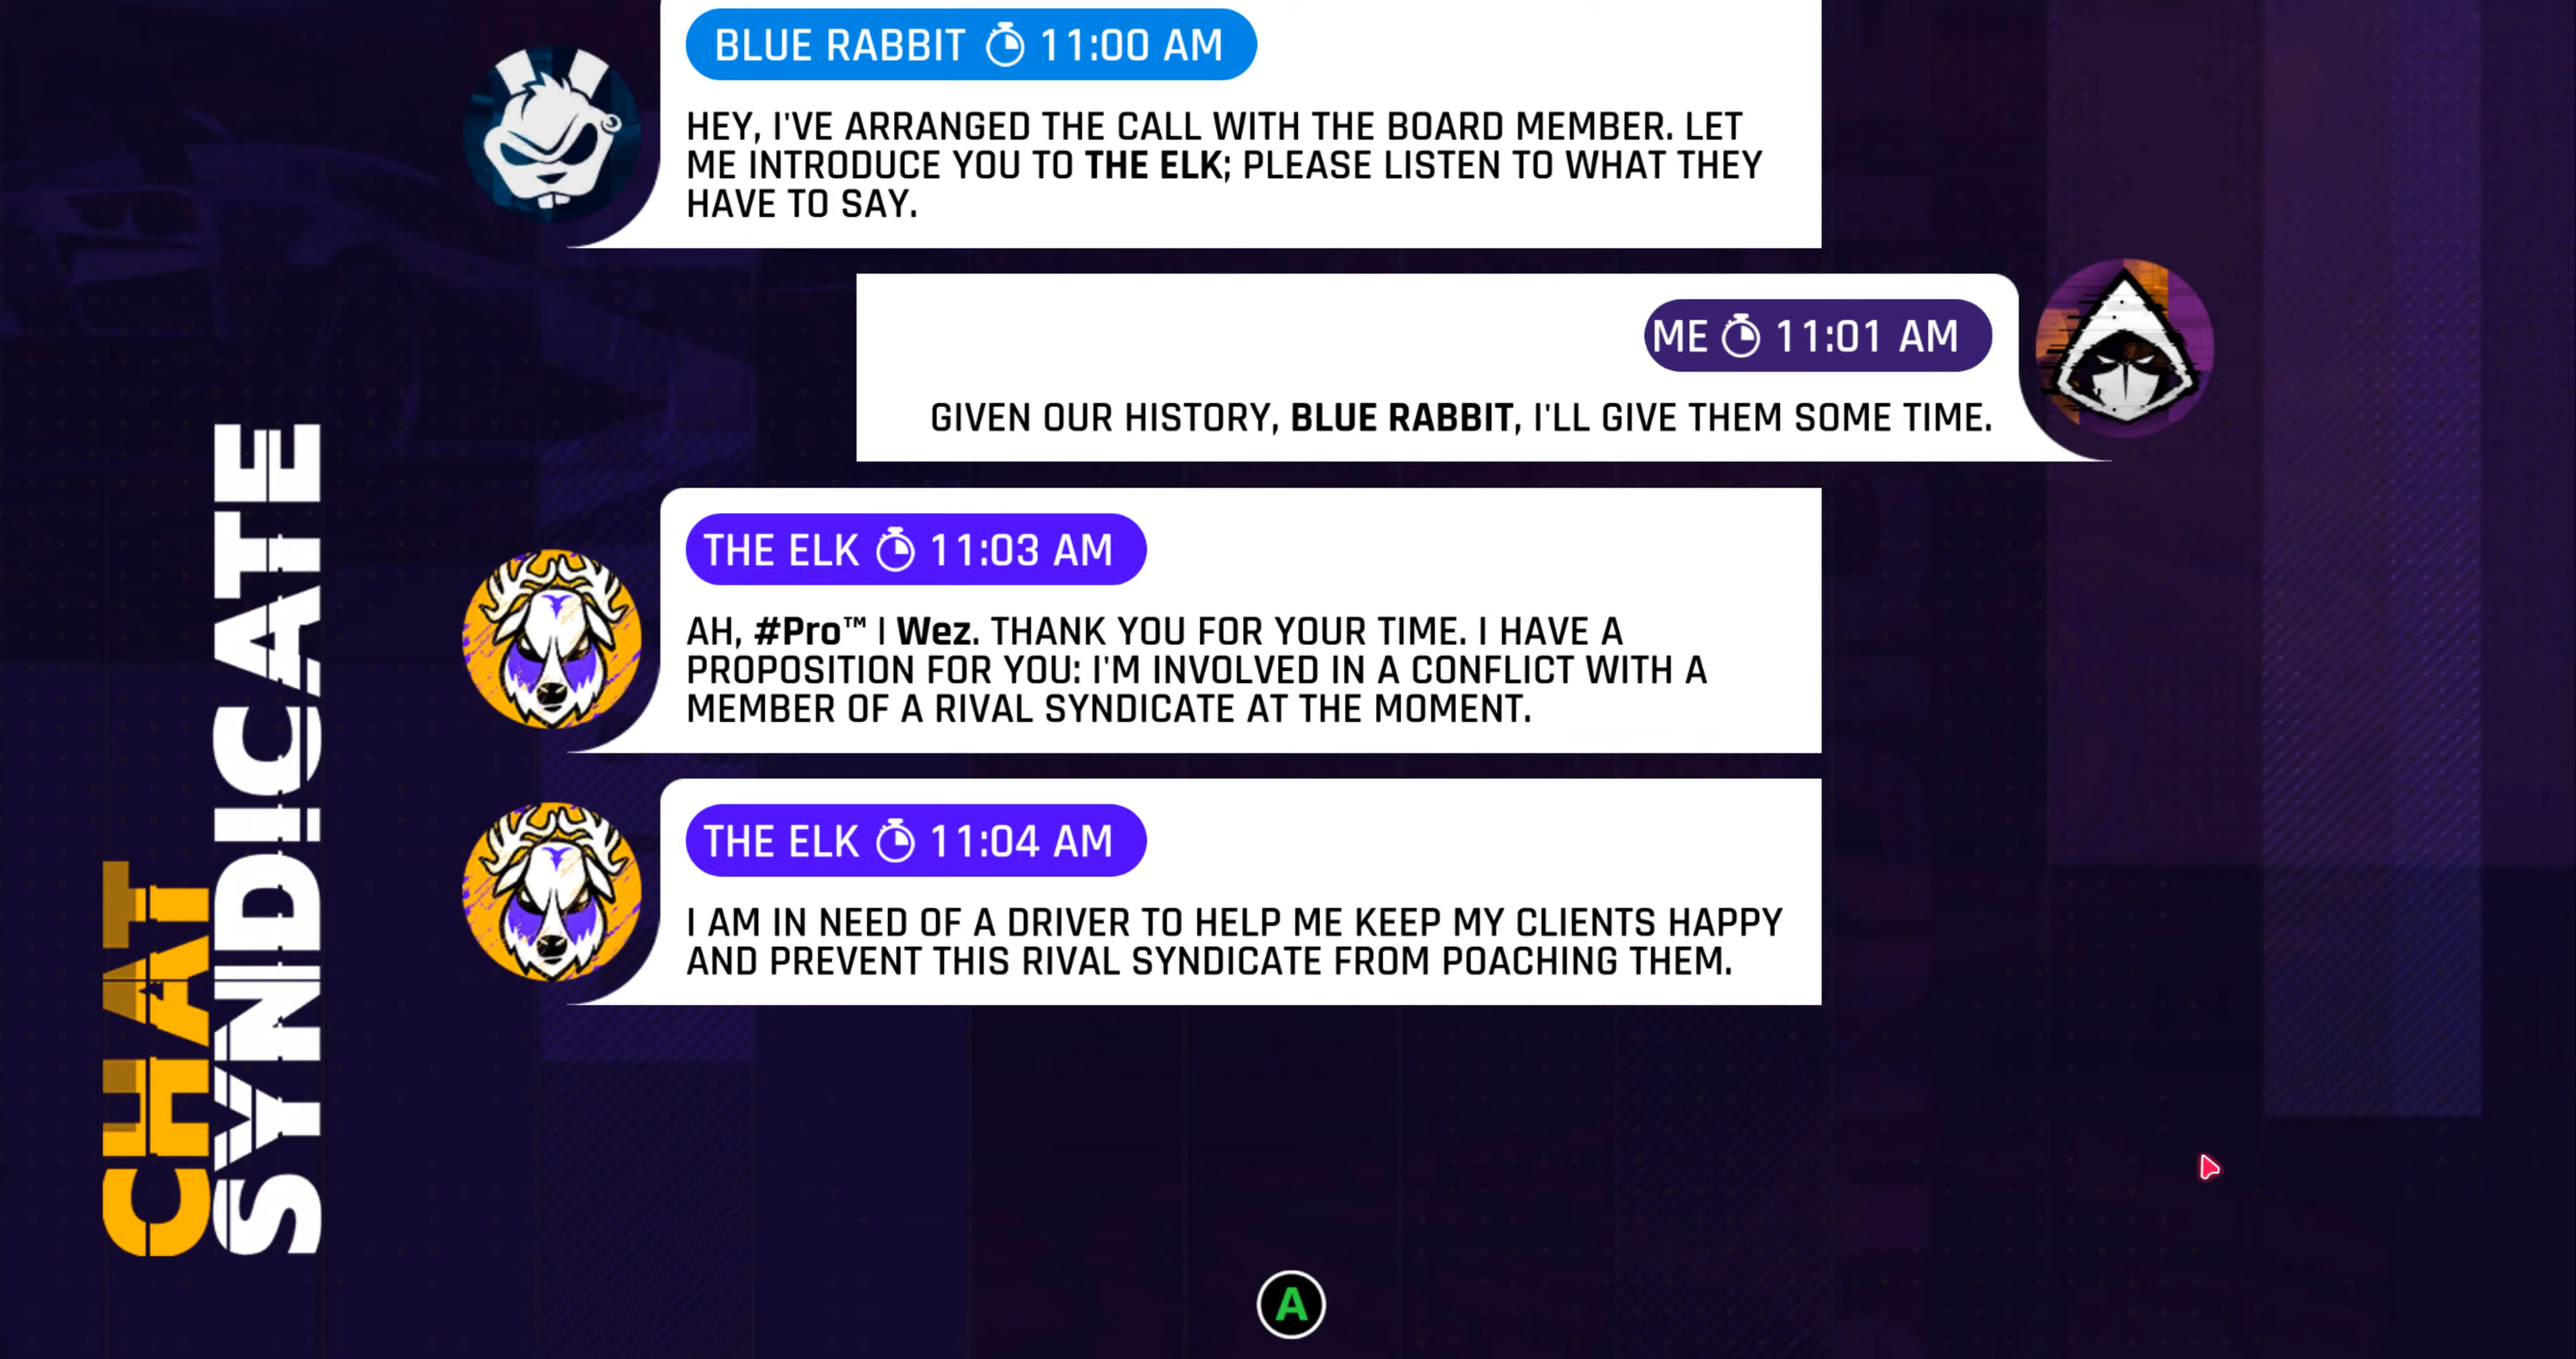 BLUE RABBIT 11:00 AM
HEY, I'VE ARRANGED THE CALL WITH THE BOARD MEMBER. LET
ME INTRODUCE YOU TO THE ELK; PLEASE LISTEN TO WHAT THEY
HAVE TO SAY.
ME 11:01 AM
GIVEN OUR HISTORY, BLUE RABBIT, I'LL GIVE THEM SOME TIME.
THE ELK 11:03 AM
AH, #Pro™ | Wez. THANK YOU FOR YOUR TIME. I HAVE A
PROPOSITION FOR YOU: I'M INVOLVED IN A CONFLICT WITH A
MEMBER OF A RIVAL SYNDICATE AT THE MOMENT.
THE ELK 11:04 AM
I AM IN NEED OF A DRIVER TO HELP ME KEEP MY CLIENTS HAPPY
AND PREVENT THIS RIVAL SYNDICATE FROM POACHING THEM.
CHAT
SYNDICATE
A